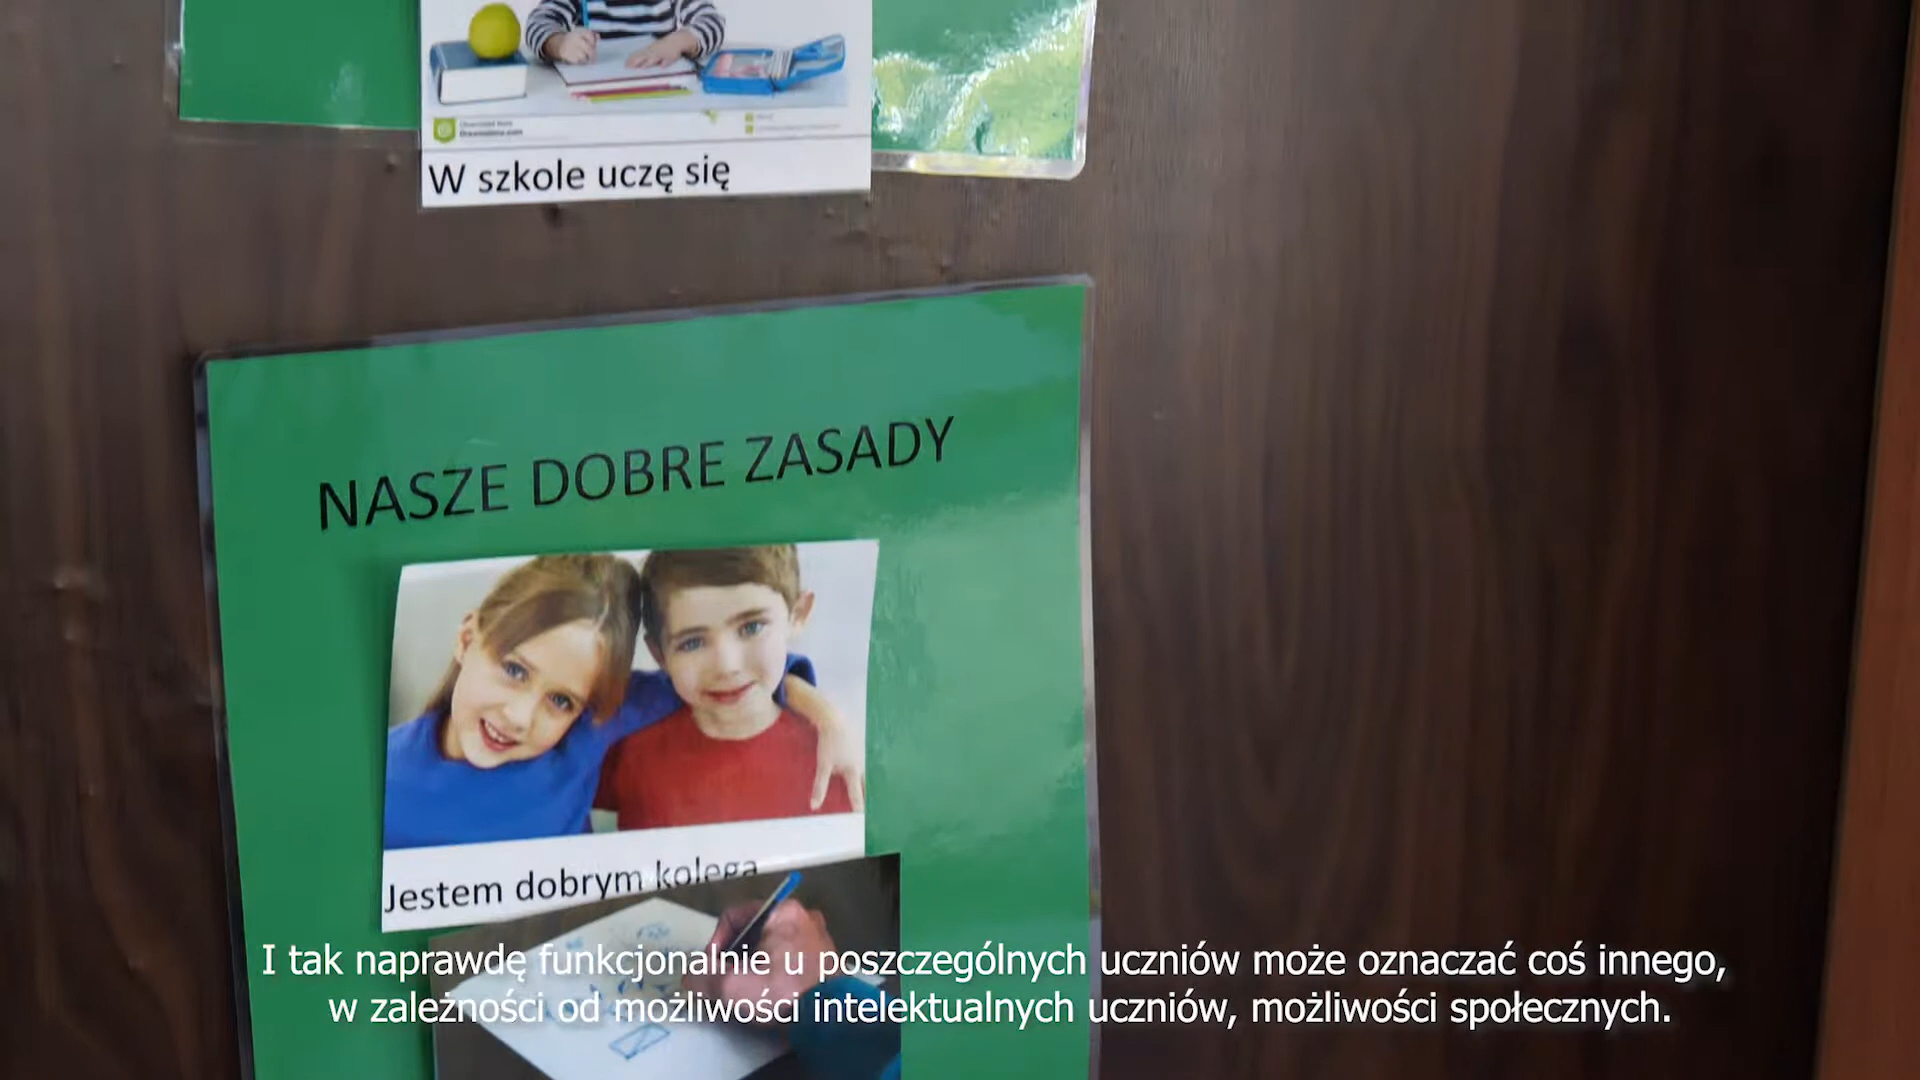 W szkole uczę się
NASZE DOBRE ZASADY
Jestem dobrym kolegą
I tak naprawdę funkcjonalnie u poszczególnych uczniów może oznaczać coś innego,
w zależności od możliwości intelektualnych uczniów, możliwości społecznych.